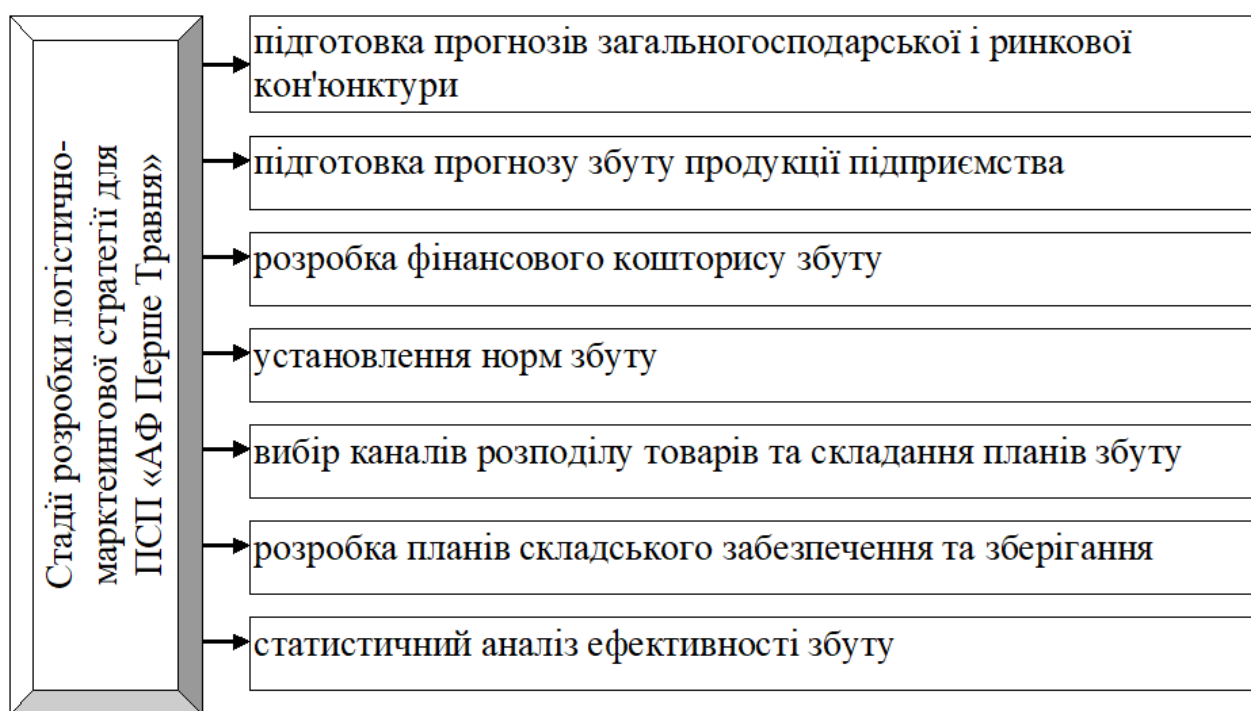 Стадії розробки логістично-
марктеингової стратегії для
ПСП «АФ Перше Травня»
підготовка прогнозів загальногосподарської і ринкової
кон'юнктури
підготовка прогнозу збуту продукції підприємства
розробка фінансового кошторису збуту
установлення норм збуту
вибір каналів розподілу товарів та складання планів збуту
розробка планів складського забезпечення та зберігання
статистичний аналіз ефективності збуту